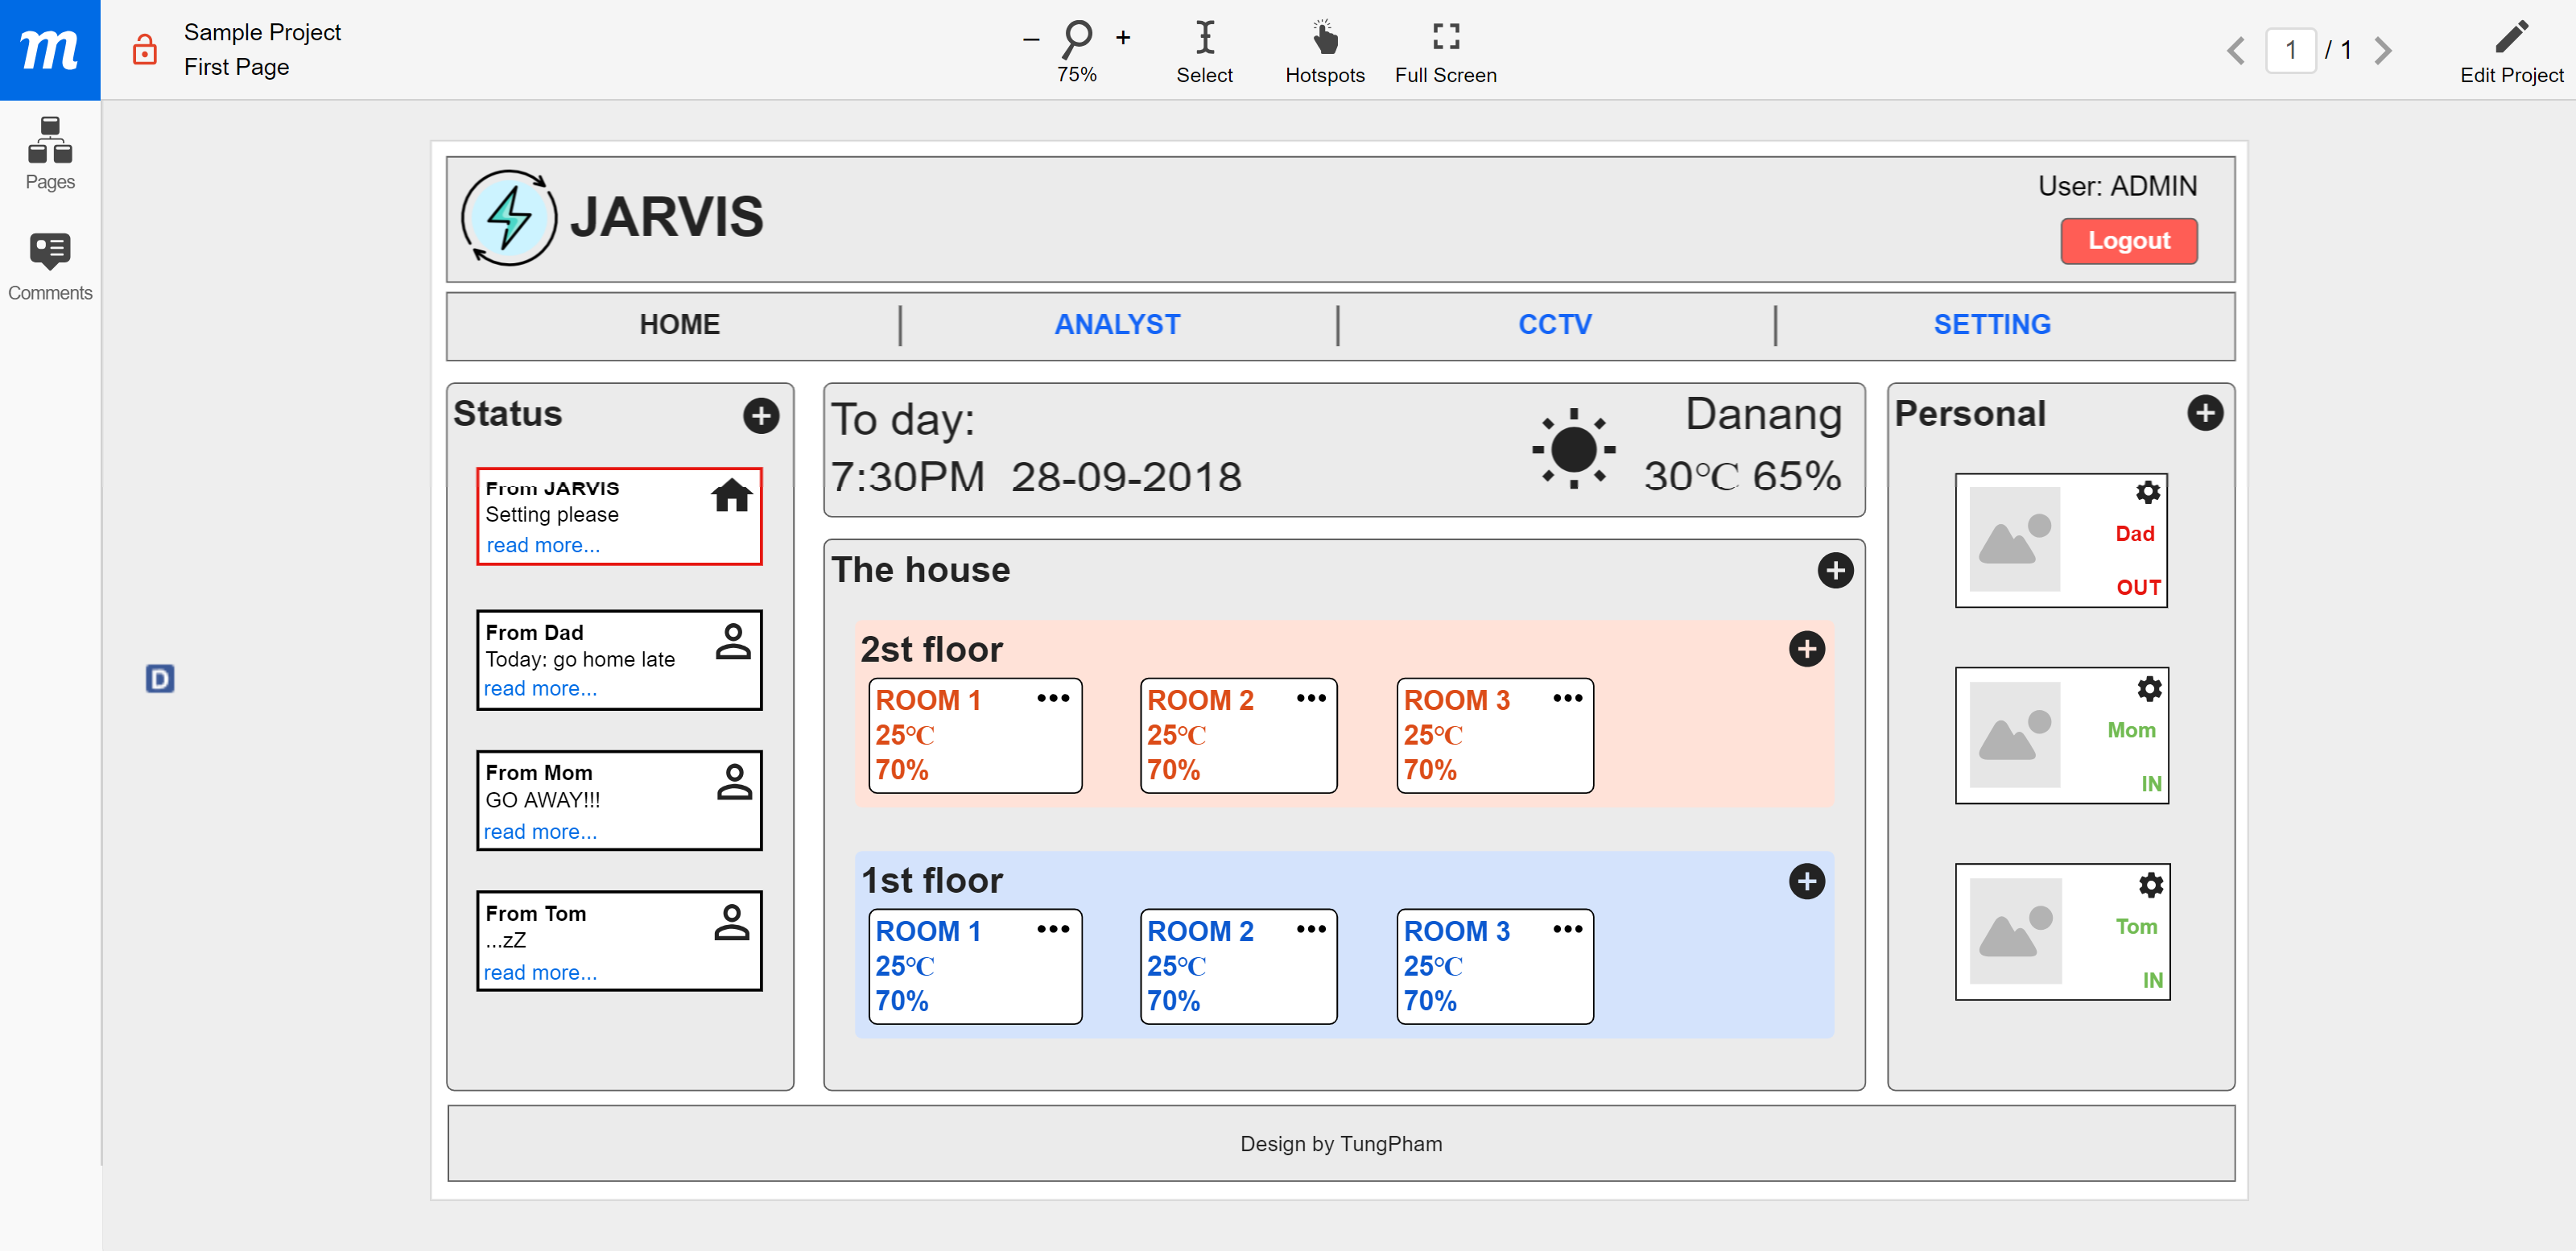 m
Sample Project
First Page
75%
Select
Hotspots
Full Screen
1 / 1
Edit Project
Pages
Comments
JARVIS
User: ADMIN
Logout
HOME
ANALYST
CCTV
SETTING
Status
From JARVIS
Setting please
read more...
From Dad
Today: go home late
read more...
From Mom
GO AWAY!!!
read more...
From Tom
...zZ
read more...
To day:
7:30PM 28-09-2018
Danang
30℃ 65%
The house
2st floor
ROOM 1
25℃
70%
ROOM 2
25℃
70%
ROOM 3
25℃
70%
1st floor
ROOM 1
25℃
70%
ROOM 2
25℃
70%
ROOM 3
25℃
70%
Personal
Dad
OUT
Mom
IN
Tom
IN
D
Design by TungPham